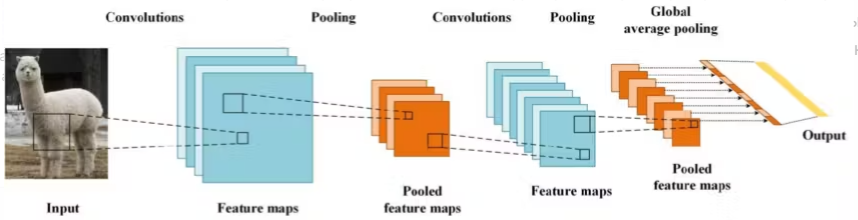 Convolutions
Pooling
Convolutions
Pooling
Global
average pooling
Input
Feature maps
Pooled
feature maps
Feature maps
Pooled
feature maps
Output